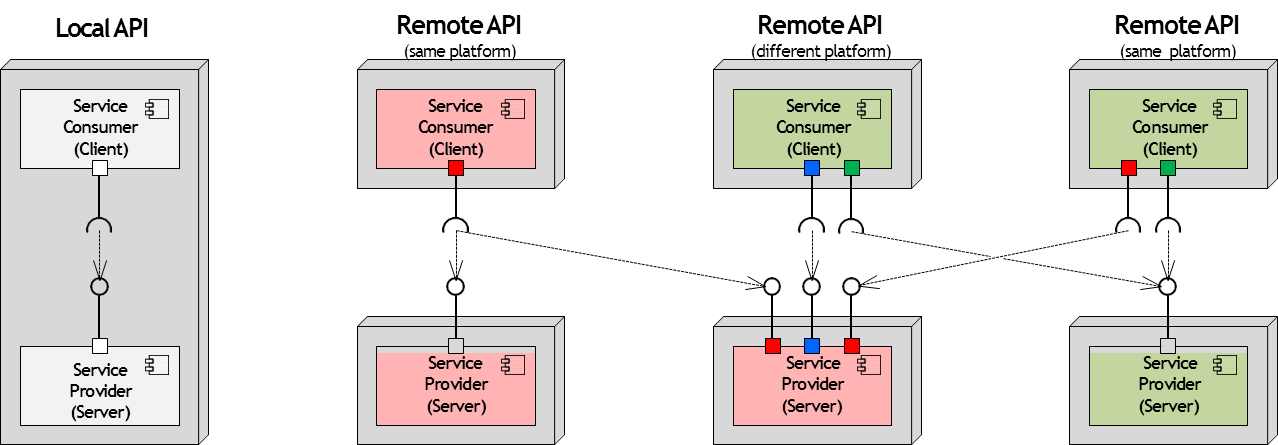 Local API
Remote API
(same platform)
Remote API
(different platform)
Remote API
(same  platform)
Service
Consumer
(Client)
Service
Consumer
(Client)
Service
Consumer
(Client)
Service
Consumer
(Client)
Service
Provider
(Server)
Service
Provider
(Server)
Service
Provider
(Server)
Service
Provider
(Server)